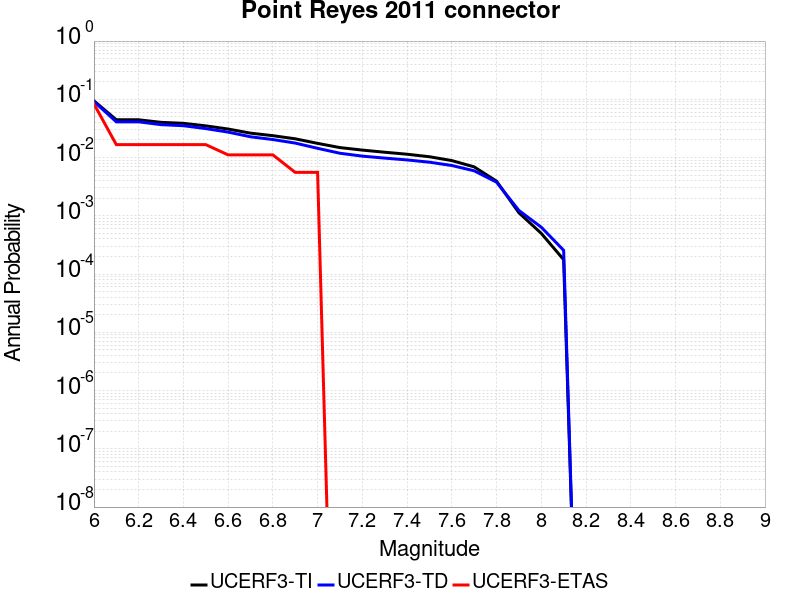 Point Reyes 2011 connector
10^0
10^-1
10^-2
10^-3
10^-4
10^-5
10^-6
10^-7
10^-8
Annual Probability
6 6.2 6.4 6.6 6.8 7 7.2 7.4 7.6 7.8 8 8.2 8.4 8.6 8.8 9
Magnitude
UCERF3-TI UCERF3-TD UCERF3-ETAS